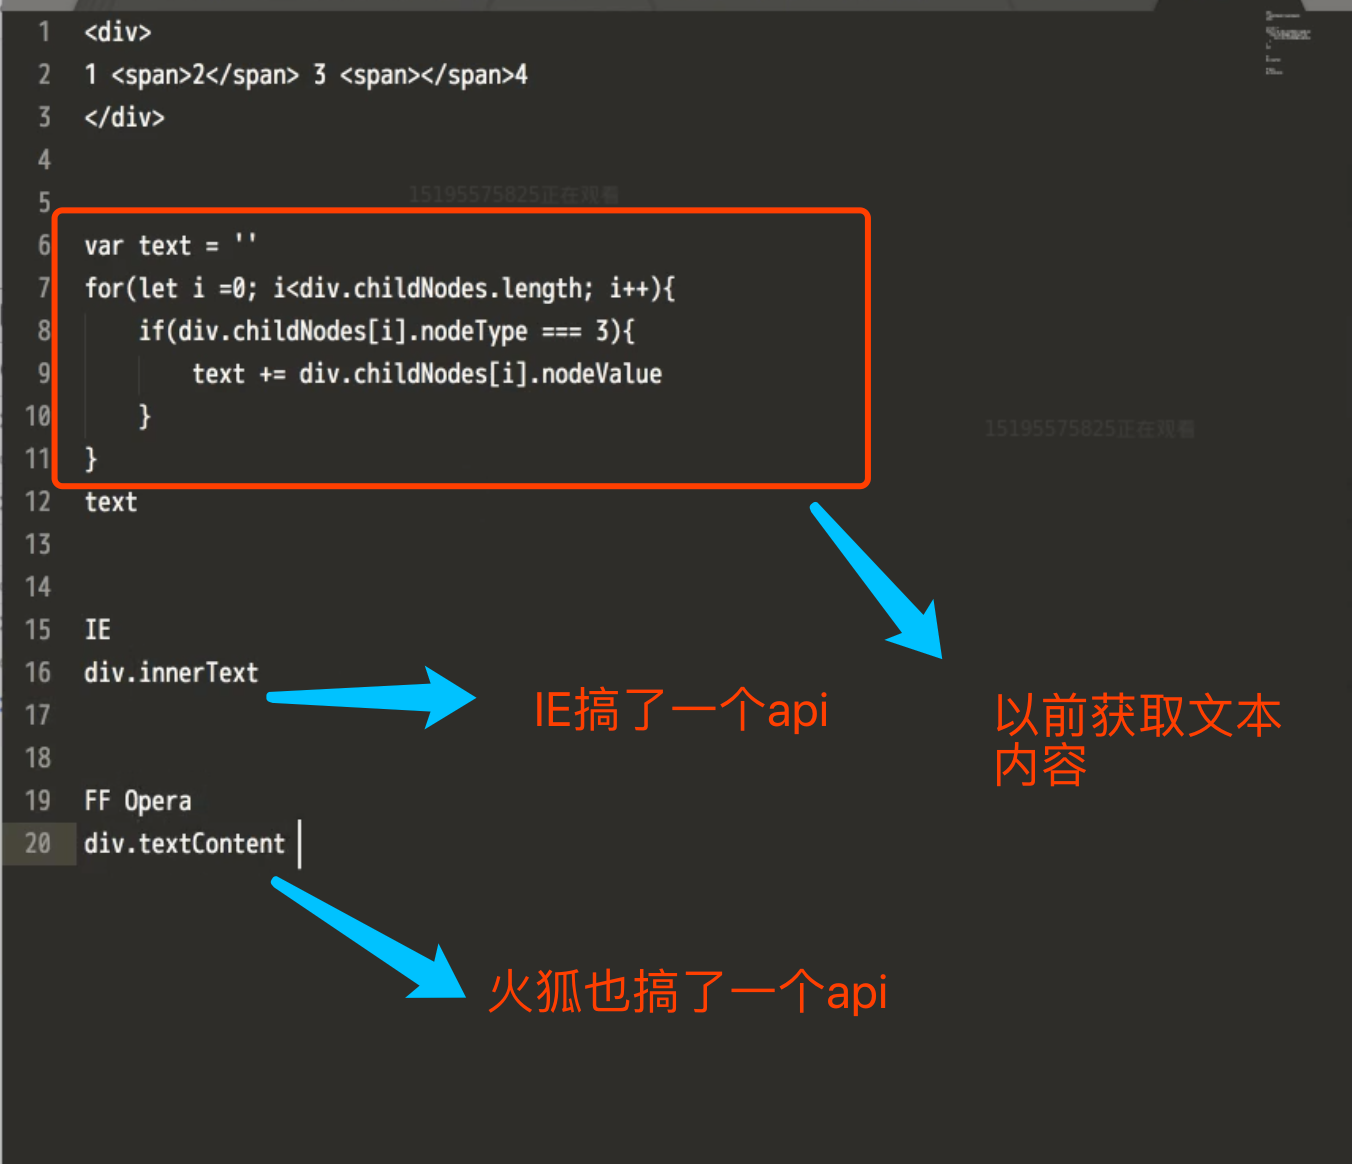 1 <div>
2 1 <span>2</span> 3 <span></span>4
3 </div>
4
5
15195575825正在观看
6 var text = ''
7 for(let i =0; i<div.childNodes.length; i++){
8 if(div.childNodes[i].nodeType === 3){
9 text += div.childNodes[i].nodeValue
10 }
15195575825正在观看
11 }
12 text
13
14
15 IE
16 div.innerText
IE搞了一个api
以前获取文本
内容
17
18
19 FF Opera
20 div.textContent
火狐也搞了一个api